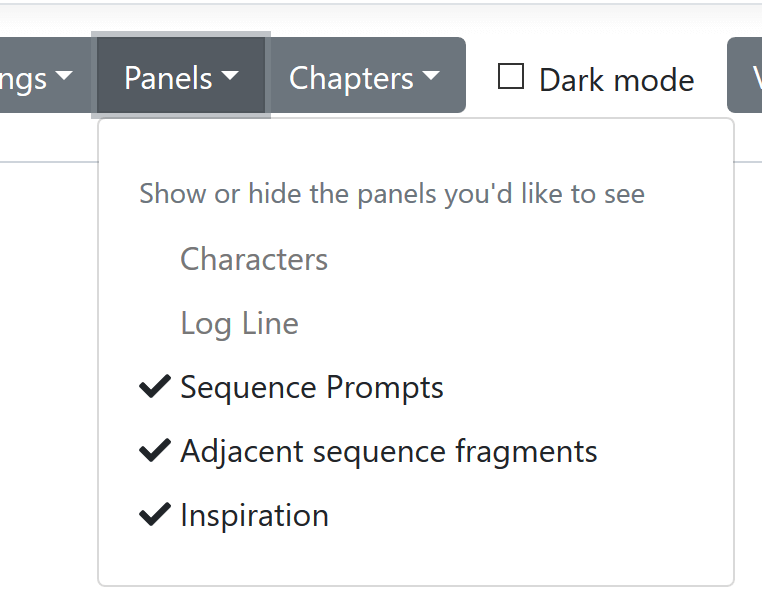 ngs Panels Chapters Dark mode V
Show or hide the panels you'd like to see
Characters
Log Line
Sequence Prompts
Adjacent sequence fragments
Inspiration